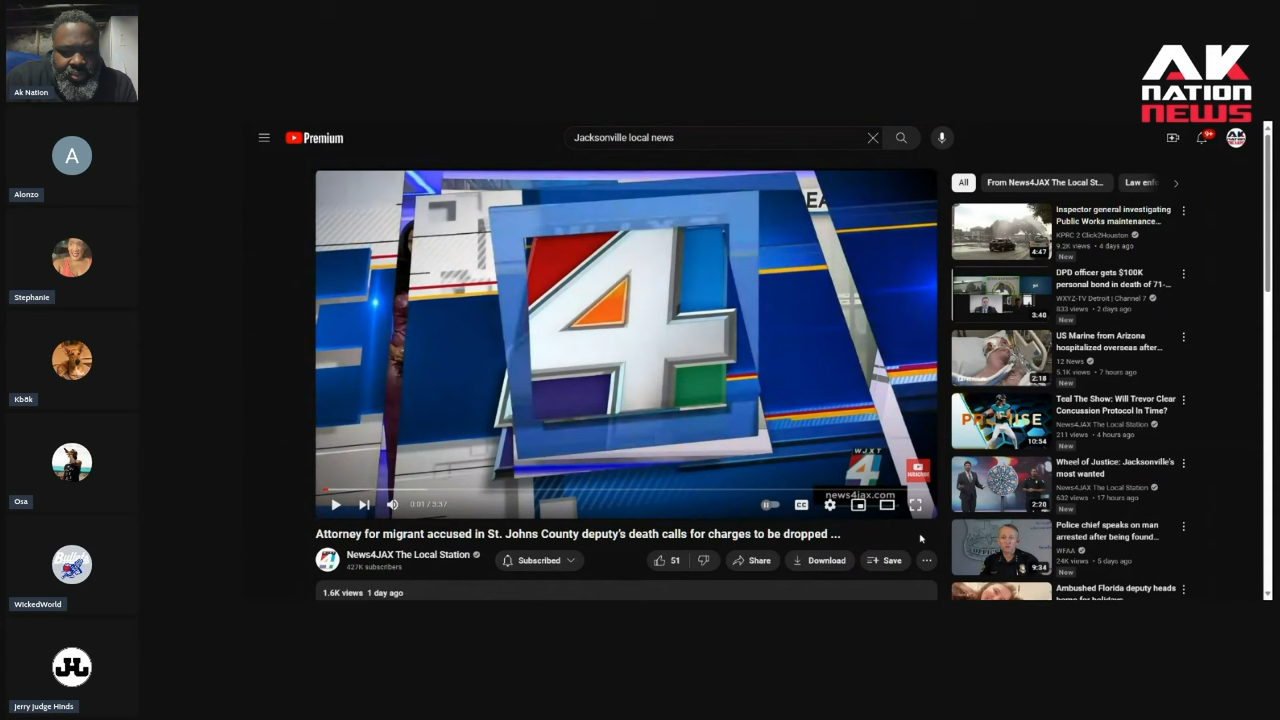 Ak Nation
A
Alonzo
Stephanie
Kb6k
Osa
Bullets
WickedWorld
Jerry Judge Hinds
AK
NATION
NEWS
Premium
Jacksonville local news
9+
4
WJXT
4
SUBSCRIBE
news4jax.com
0:01 / 3:37
CC
Attorney for migrant accused in St. Johns County deputy's death calls for charges to be dropped ...
News4JAX The Local Station
427K subscribers
Subscribed
51
Share
Download
Save
1.6K views 1 day ago
All
From News4JAX The Local St...
Law enfo
4:47
Inspector general investigating
Public Works maintenance...
KPRC 2 Click2Houston
9.2K views • 4 days ago
New
3:40
DPD officer gets $100K
personal bond in death of 71-...
WXYZ-TV Detroit | Channel 7
833 views • 2 days ago
New
2:18
US Marine from Arizona
hospitalized overseas after...
12 News
5.1K views • 7 hours ago
New
10:54
Teal The Show: Will Trevor Clear
Concussion Protocol In Time?
News4JAX The Local Station
211 views • 4 hours ago
New
2:20
Wheel of Justice: Jacksonville's
most wanted
News4JAX The Local Station
632 views • 17 hours ago
New
9:34
Police chief speaks on man
arrested after being found...
WFAA
24K views • 5 days ago
New
Ambushed Florida deputy heads